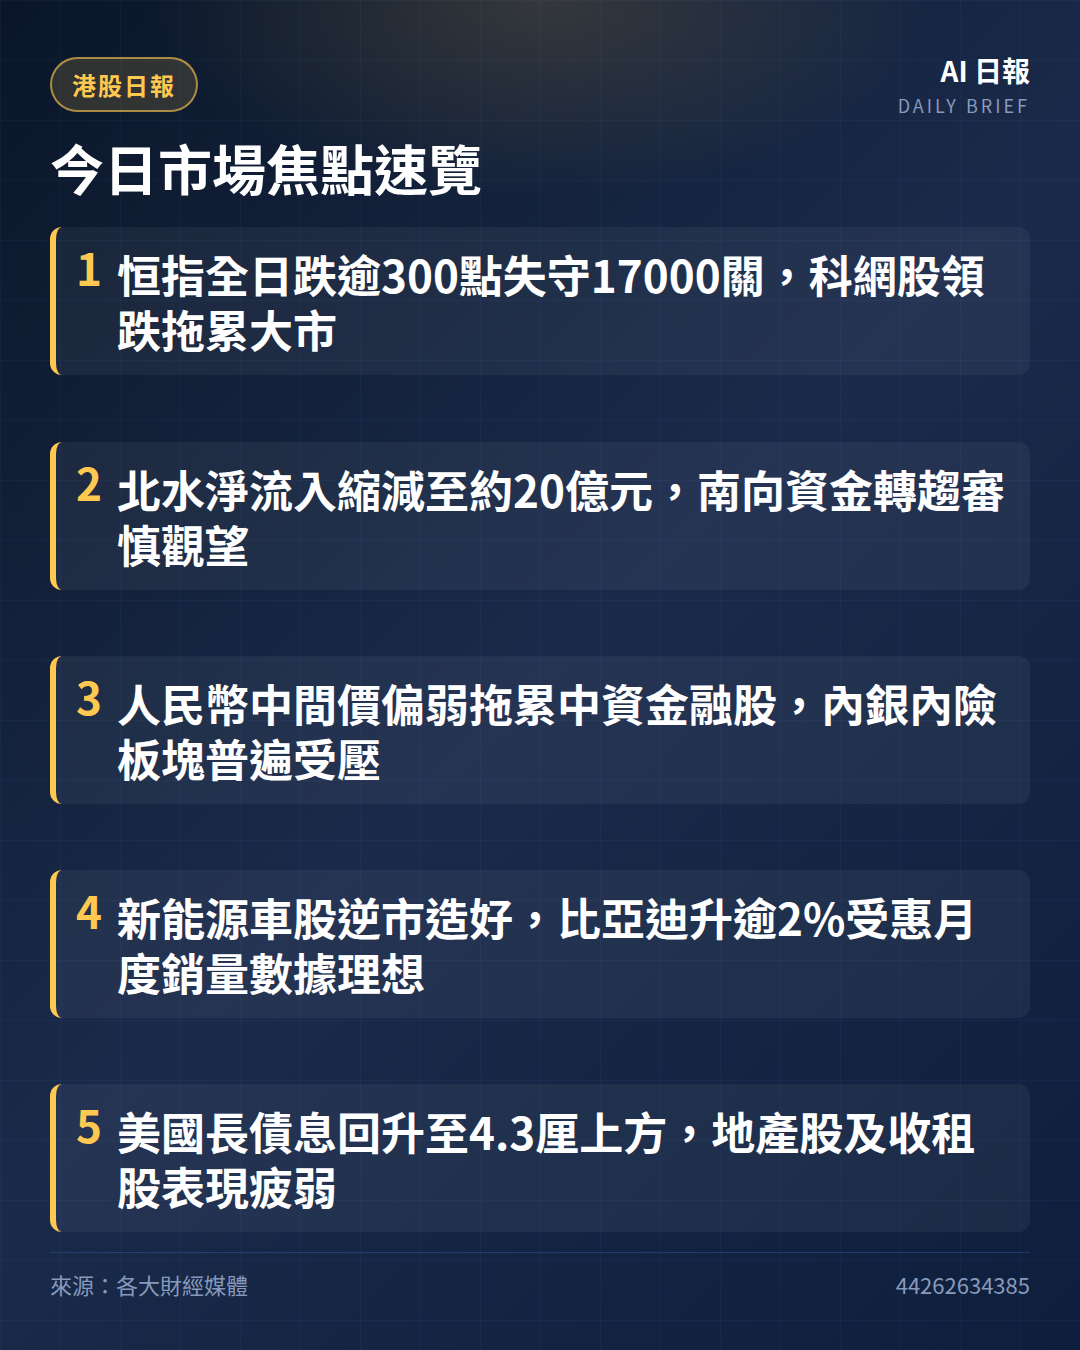 港股日報
AI 日報
DAILY BRIEF
今日市場焦點速覽
1 恒指全日跌逾300點失守17000關，科網股領
跌拖累大市
2 北水淨流入縮減至約20億元，南向資金轉趨審
慎觀望
3 人民幣中間價偏弱拖累中資金融股，內銀內險
板塊普遍受壓
4 新能源車股逆市造好，比亞迪升逾2%受惠月
度銷量數據理想
5 美國長債息回升至4.3厘上方，地產股及收租
股表現疲弱
來源：各大財經媒體
44262634385